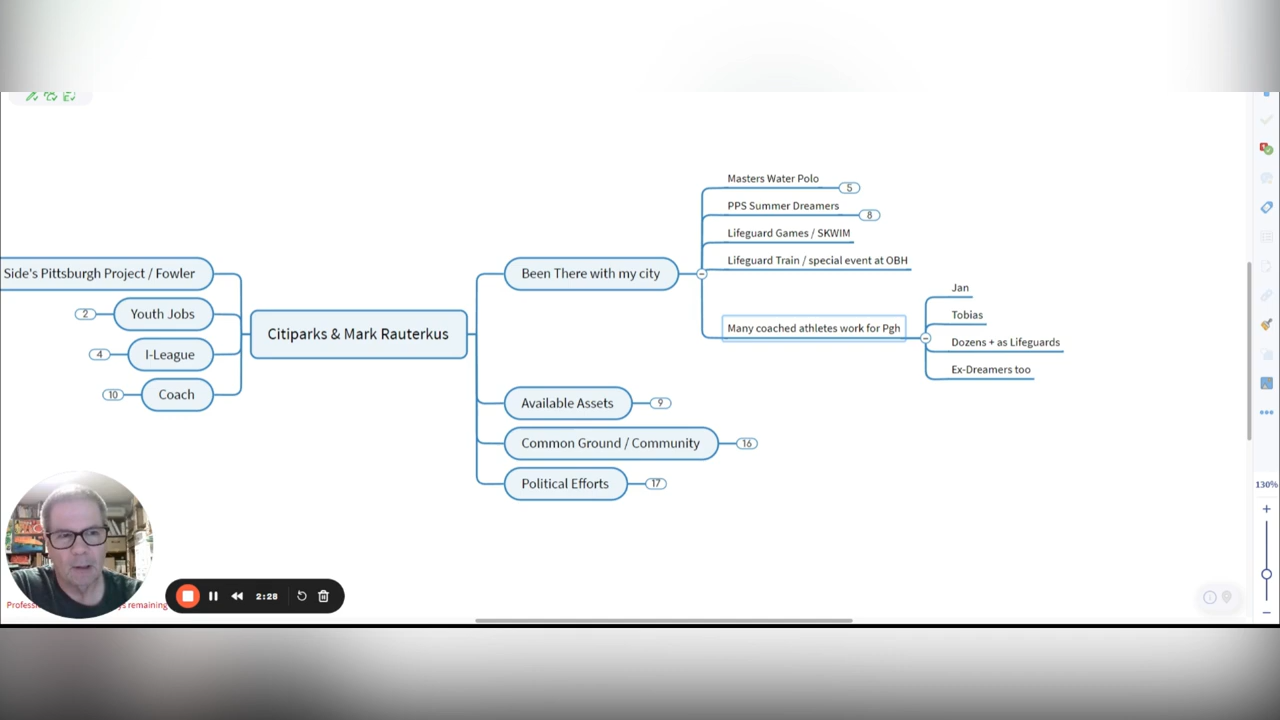 Side's Pittsburgh Project / Fowler
2
Youth Jobs
4
I-League
10
Coach
Citiparks & Mark Rauterkus
Been There with my city
Masters Water Polo
5
PPS Summer Dreamers
8
Lifeguard Games / SKWIM
Lifeguard Train / special event at OBH
Many coached athletes work for Pgh
Jan
Tobias
Dozens + as Lifeguards
Ex-Dreamers too
Available Assets
9
Common Ground / Community
16
Political Efforts
17
130%
2:28
remaining